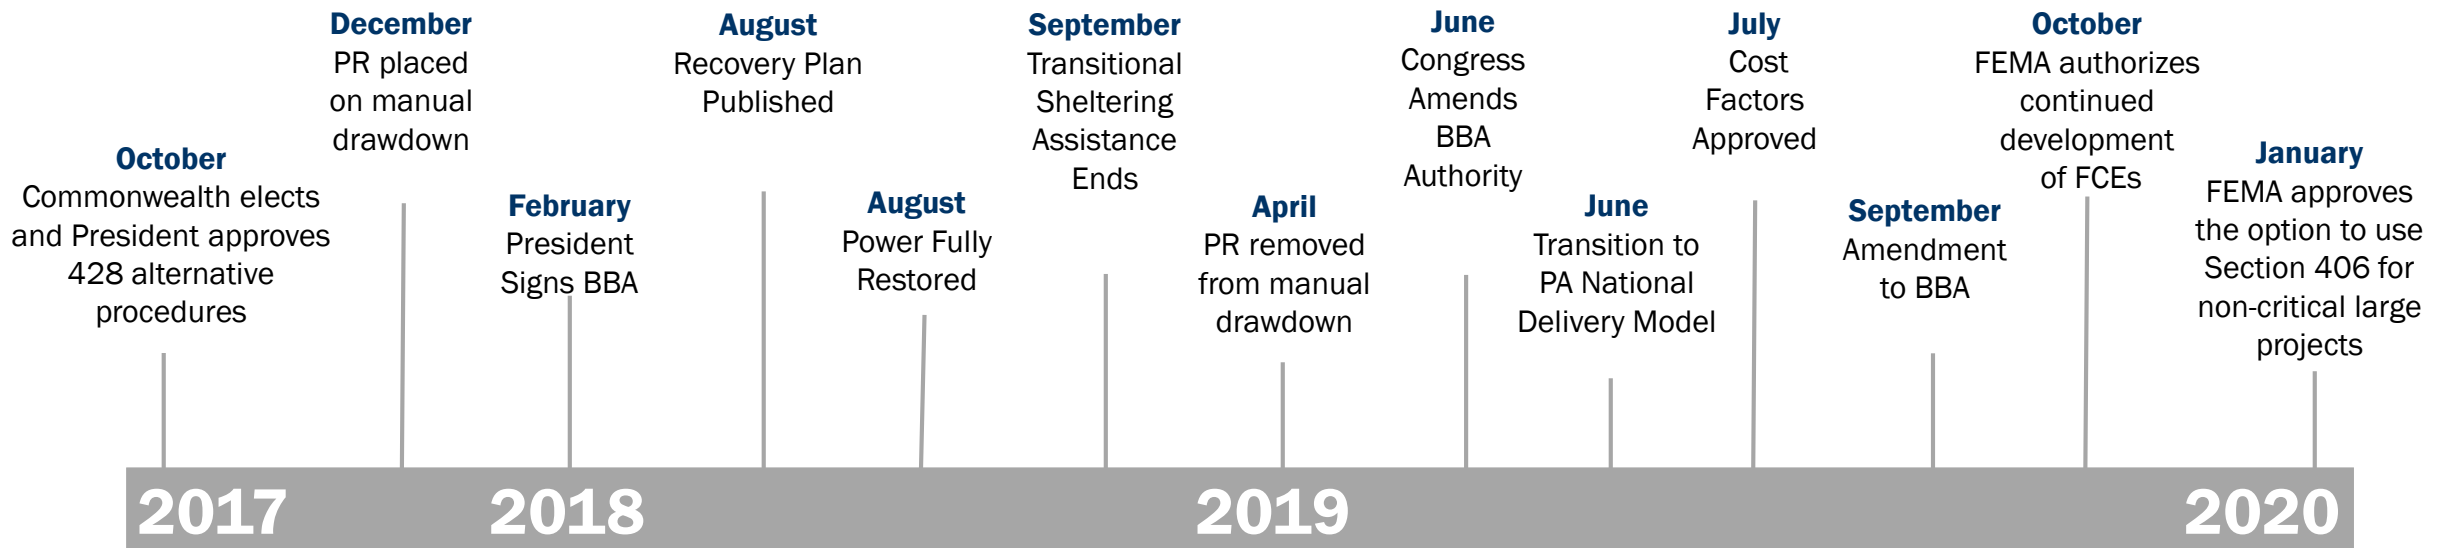 October
Commonwealth elects
and President approves
428 alternative
procedures
December
PR placed
on manual
drawdown
February
President
Signs BBA
August
Recovery Plan
Published
August
Power Fully
Restored
September
Transitional
Sheltering
Assistance
Ends
April
PR removed
from manual
drawdown
June
Congress
Amends
BBA
Authority
June
Transition to
PA National
Delivery Model
July
Cost
Factors
Approved
September
Amendment
to BBA
October
FEMA authorizes
continued
development
of FCEs
January
FEMA approves
the option to use
Section 406 for
non-critical large
projects
2017
2018
2019
2020